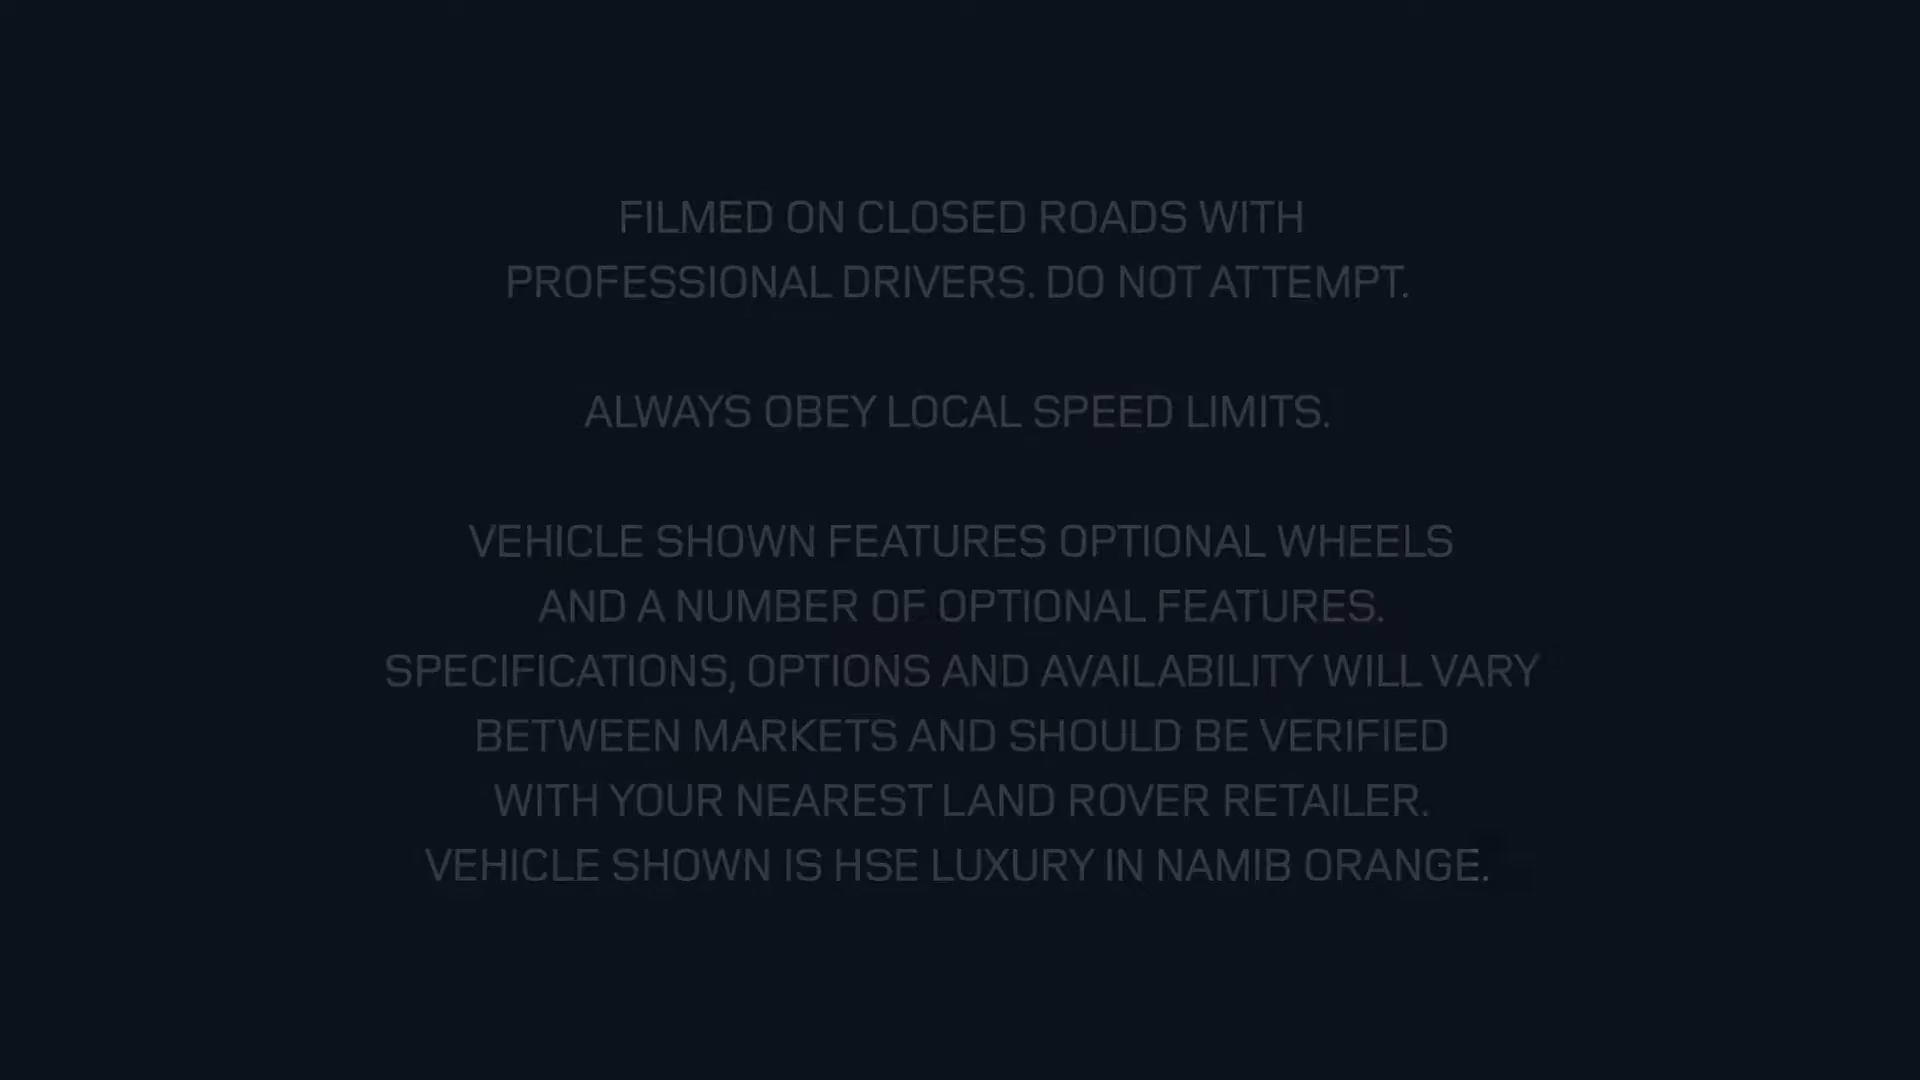 FILMED ON CLOSED ROADS WITH
PROFESSIONAL DRIVERS. DO NOT ATTEMPT.
ALWAYS OBEY LOCAL SPEED LIMITS.
VEHICLE SHOWN FEATURES OPTIONAL WHEELS
AND A NUMBER OF OPTIONAL FEATURES.
SPECIFICATIONS, OPTIONS AND AVAILABILITY WILL VARY
BETWEEN MARKETS AND SHOULD BE VERIFIED
WITH YOUR NEAREST LAND ROVER RETAILER.
VEHICLE SHOWN IS HSE LUXURY IN NAMIB ORANGE.